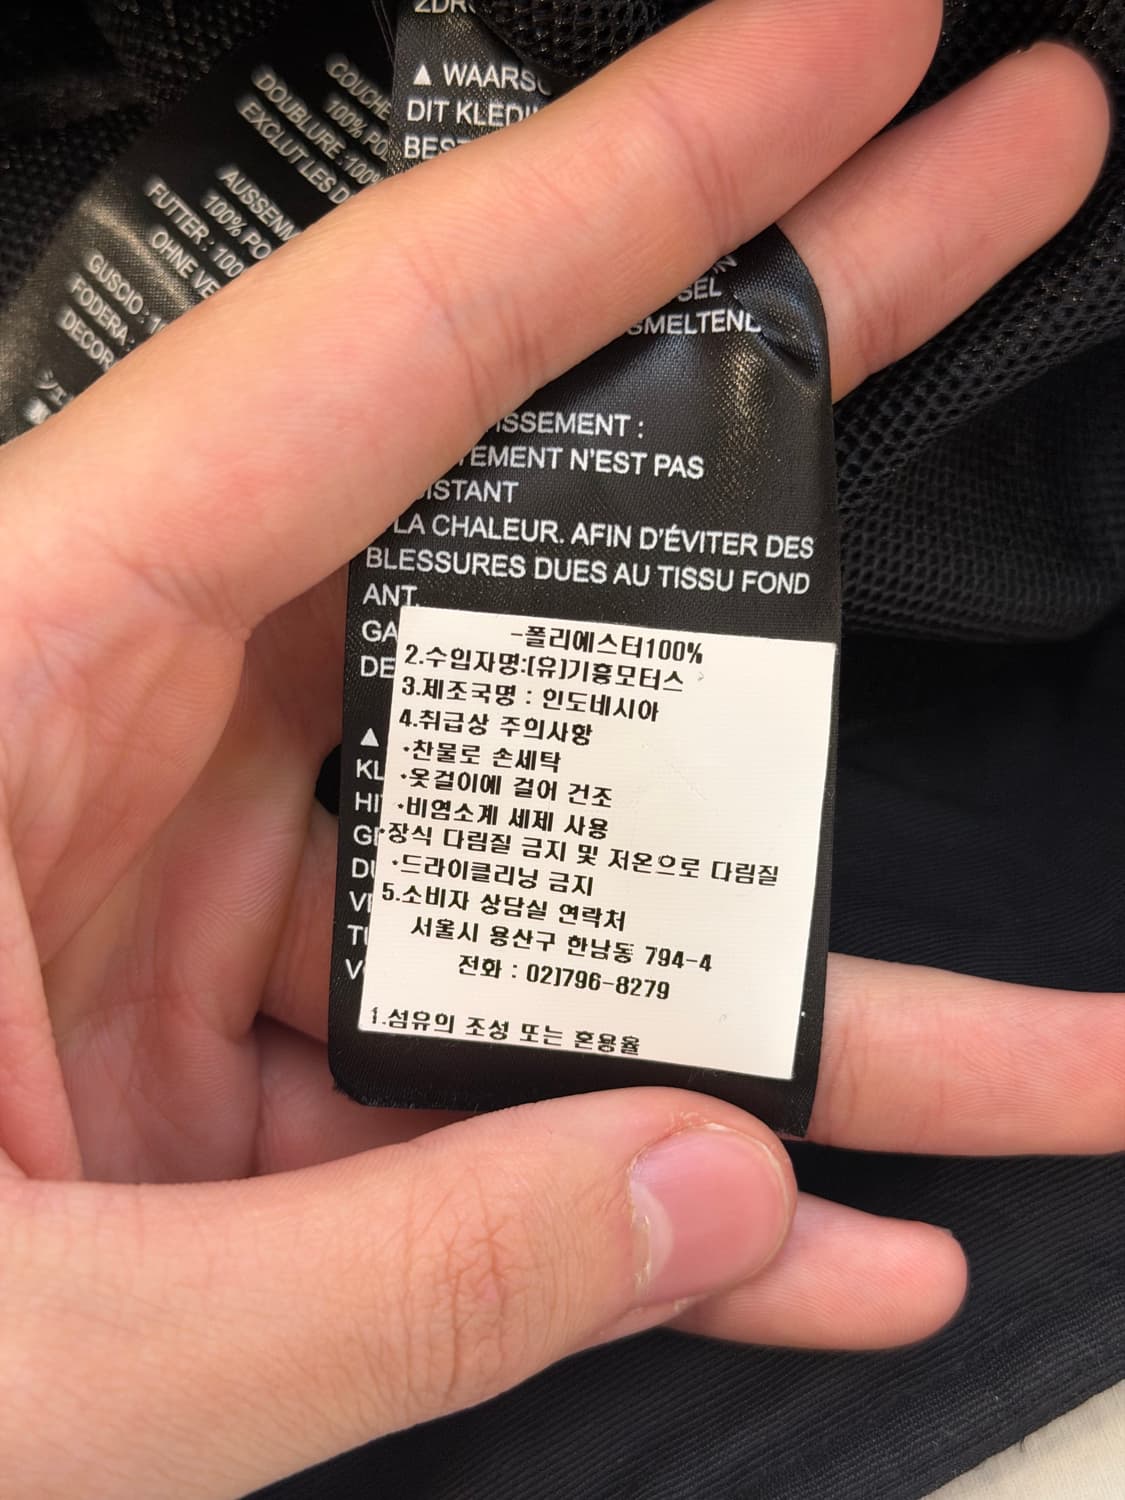 COUCHE
100% PO
DOUBLURE : 100%
EXCLUT LES D
AUSSENM
100% PO
FUTTER : 100
OHNE VE
GUSCIO : 1
FODERA :
DECOR
▲ WAARSC
DIT KLEDI
BEST
SEL
SMELTEND
ISSEMENT :
TEMENT N'EST PAS
ISTANT
LA CHALEUR. AFIN D'ÉVITER DES
BLESSURES DUES AU TISSU FOND
ANT
GA
DE
▲
KL
HI
GE
DU
VE
TU
VO
-폴리에스터100%
2.수입자명:[유]기흥모터스
3.제조국명 : 인도네시아
4.취급상 주의사항
·찬물로 손세탁
·옷걸이에 걸어 건조
·비염소계 세제 사용
·장식 다림질 금지 및 저온으로 다림질
·드라이클리닝 금지
5.소비자 상담실 연락처
서울시 용산구 한남동 794-4
전화 : 02)796-8279
1.섬유의 조성 또는 혼용율